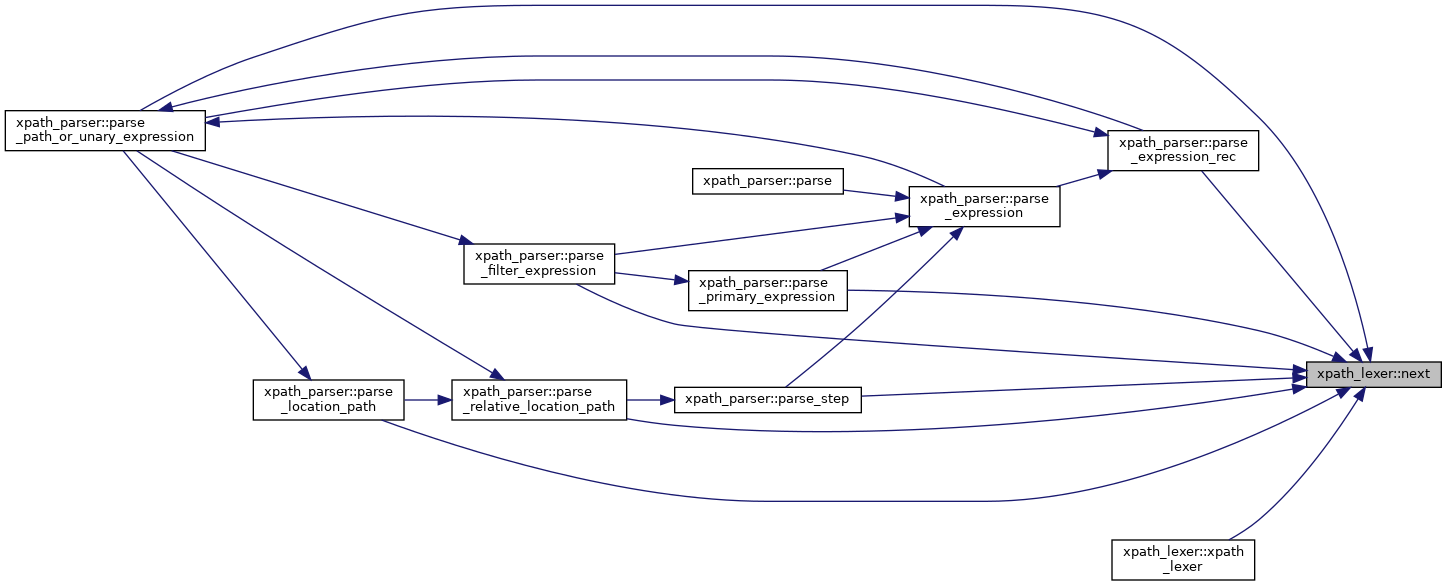 xpath_parser::parse
_path_or_unary_expression
xpath_parser::parse
_expression_rec
xpath_parser::parse
xpath_parser::parse
_expression
xpath_parser::parse
_filter_expression
xpath_parser::parse
_primary_expression
xpath_lexer::next
xpath_parser::parse
_location_path
xpath_parser::parse
_relative_location_path
xpath_parser::parse_step
xpath_lexer::xpath
_lexer